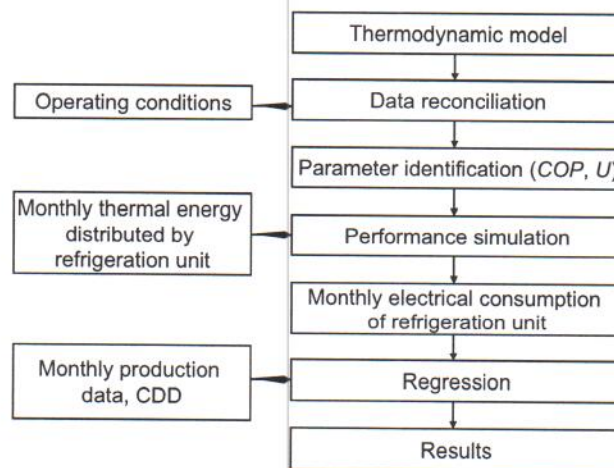 Thermodynamic model
Operating conditions
Data reconciliation
Parameter identification (COP, U)
Monthly thermal energy
distributed by
refrigeration unit
Performance simulation
Monthly electrical consumption
of refrigeration unit
Monthly production
data, CDD
Regression
Results